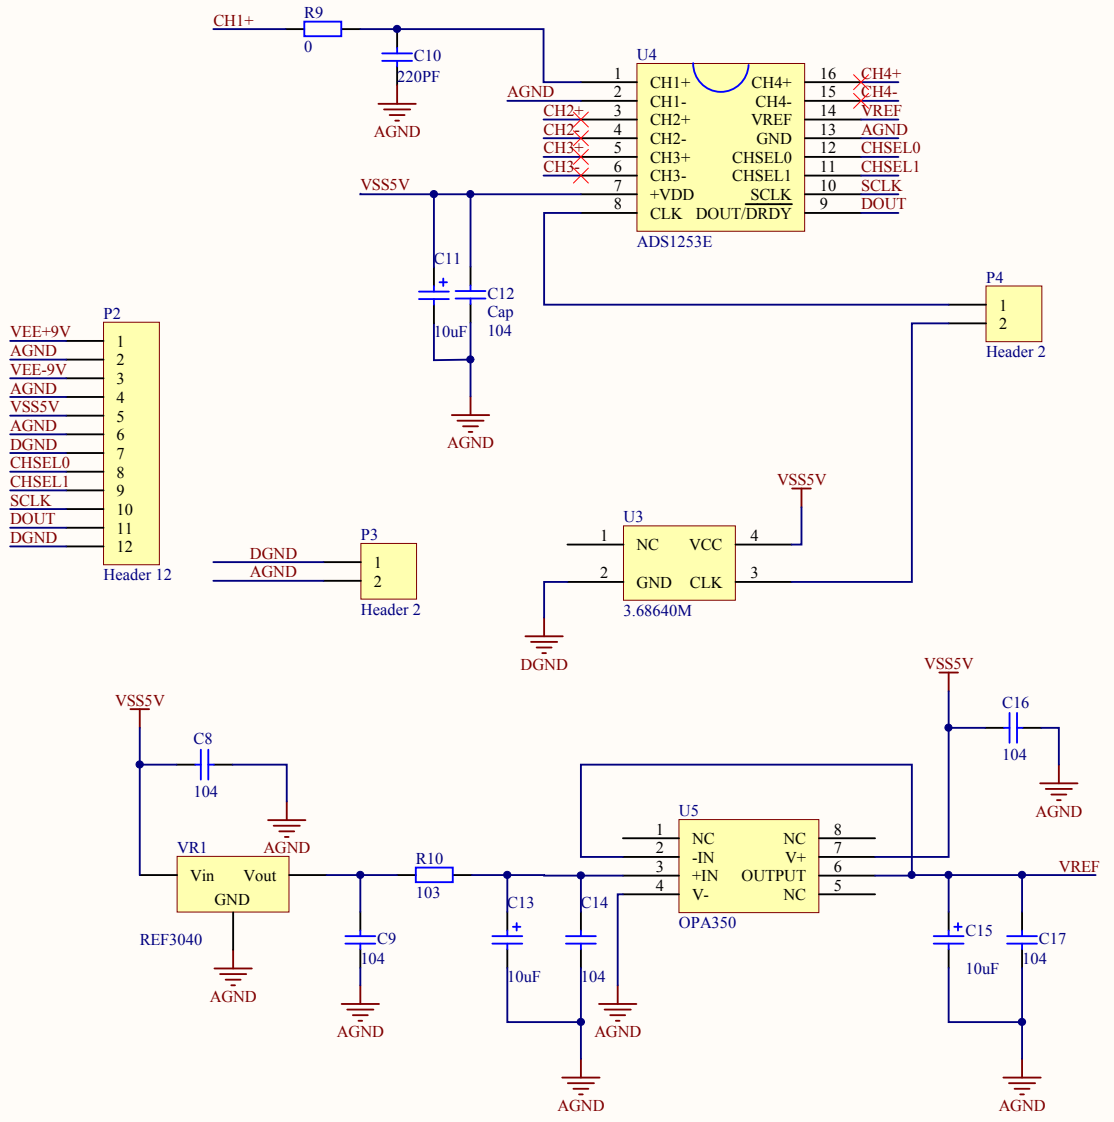 CH1+
R9
0
C10
220PF
AGND
U4
1 CH1+ CH4+ 16 CH4+
AGND 2 CH1- CH4- 15 CH4-
CH2+ 3 CH2+ VREF 14 VREF
CH2- 4 CH2- GND 13 AGND
CH3+ 5 CH3+ CHSEL0 12 CHSEL0
CH3- 6 CH3- CHSEL1 11 CHSEL1
VSS5V 7 +VDD SCLK 10 SCLK
8 CLK DOUT/DRDY 9 DOUT
ADS1253E
C11
+
10uF
C12
Cap
104
AGND
P4
1
2
Header 2
P2
VEE+9V 1
AGND 2
VEE-9V 3
AGND 4
VSS5V 5
AGND 6
DGND 7
CHSEL0 8
CHSEL1 9
SCLK 10
DOUT 11
DGND 12
Header 12
P3
DGND 1
AGND 2
Header 2
VSS5V
U3
1 NC VCC 4
2 GND CLK 3
3.68640M
DGND
VSS5V
C8
104
AGND
VR1
Vin Vout
GND
REF3040
AGND
C9
104
AGND
R10
103
C13
+
10uF
C14
104
AGND
U5
1 NC NC 8
2 -IN V+ 7
3 +IN OUTPUT 6
4 V- NC 5
OPA350
AGND
VSS5V
C16
104
AGND
VREF
C15
+
10uF
C17
104
AGND